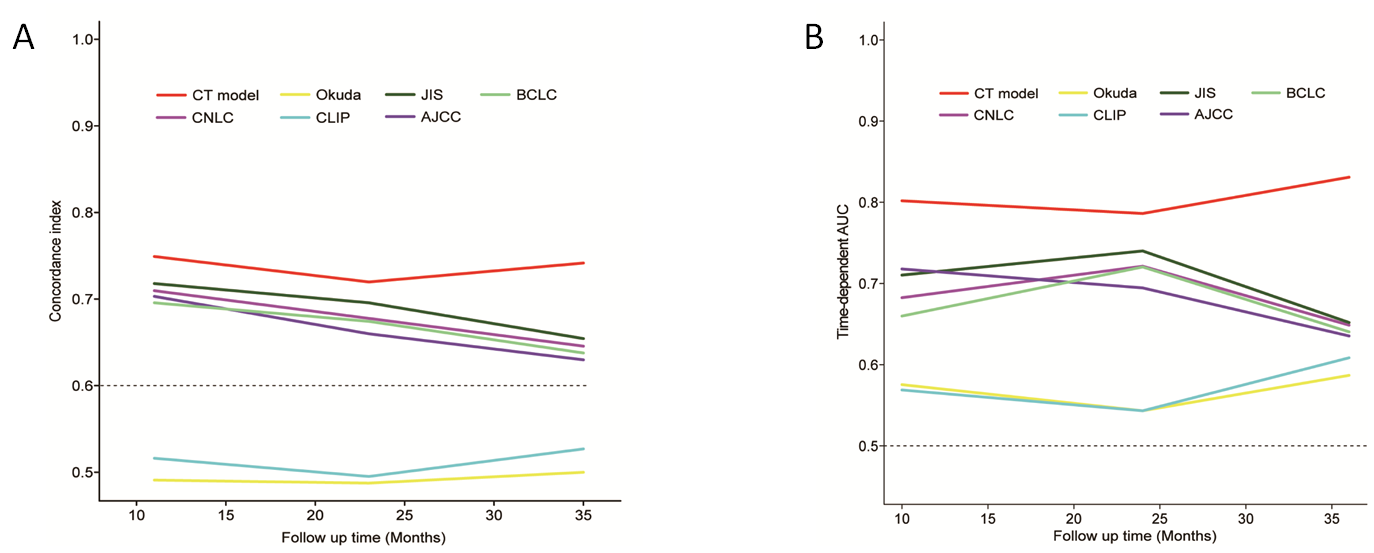 A
Concordance index
1.0
0.9
0.8
0.7
0.6
0.5
CT model Okuda JIS BCLC
CNLC CLIP AJCC
10 15 20 25 30 35
Follow up time (Months)
B
Time-dependent AUC
1.0
0.9
0.8
0.7
0.6
0.5
CT model Okuda JIS BCLC
CNLC CLIP AJCC
10 15 20 25 30 35
Follow up time (Months)